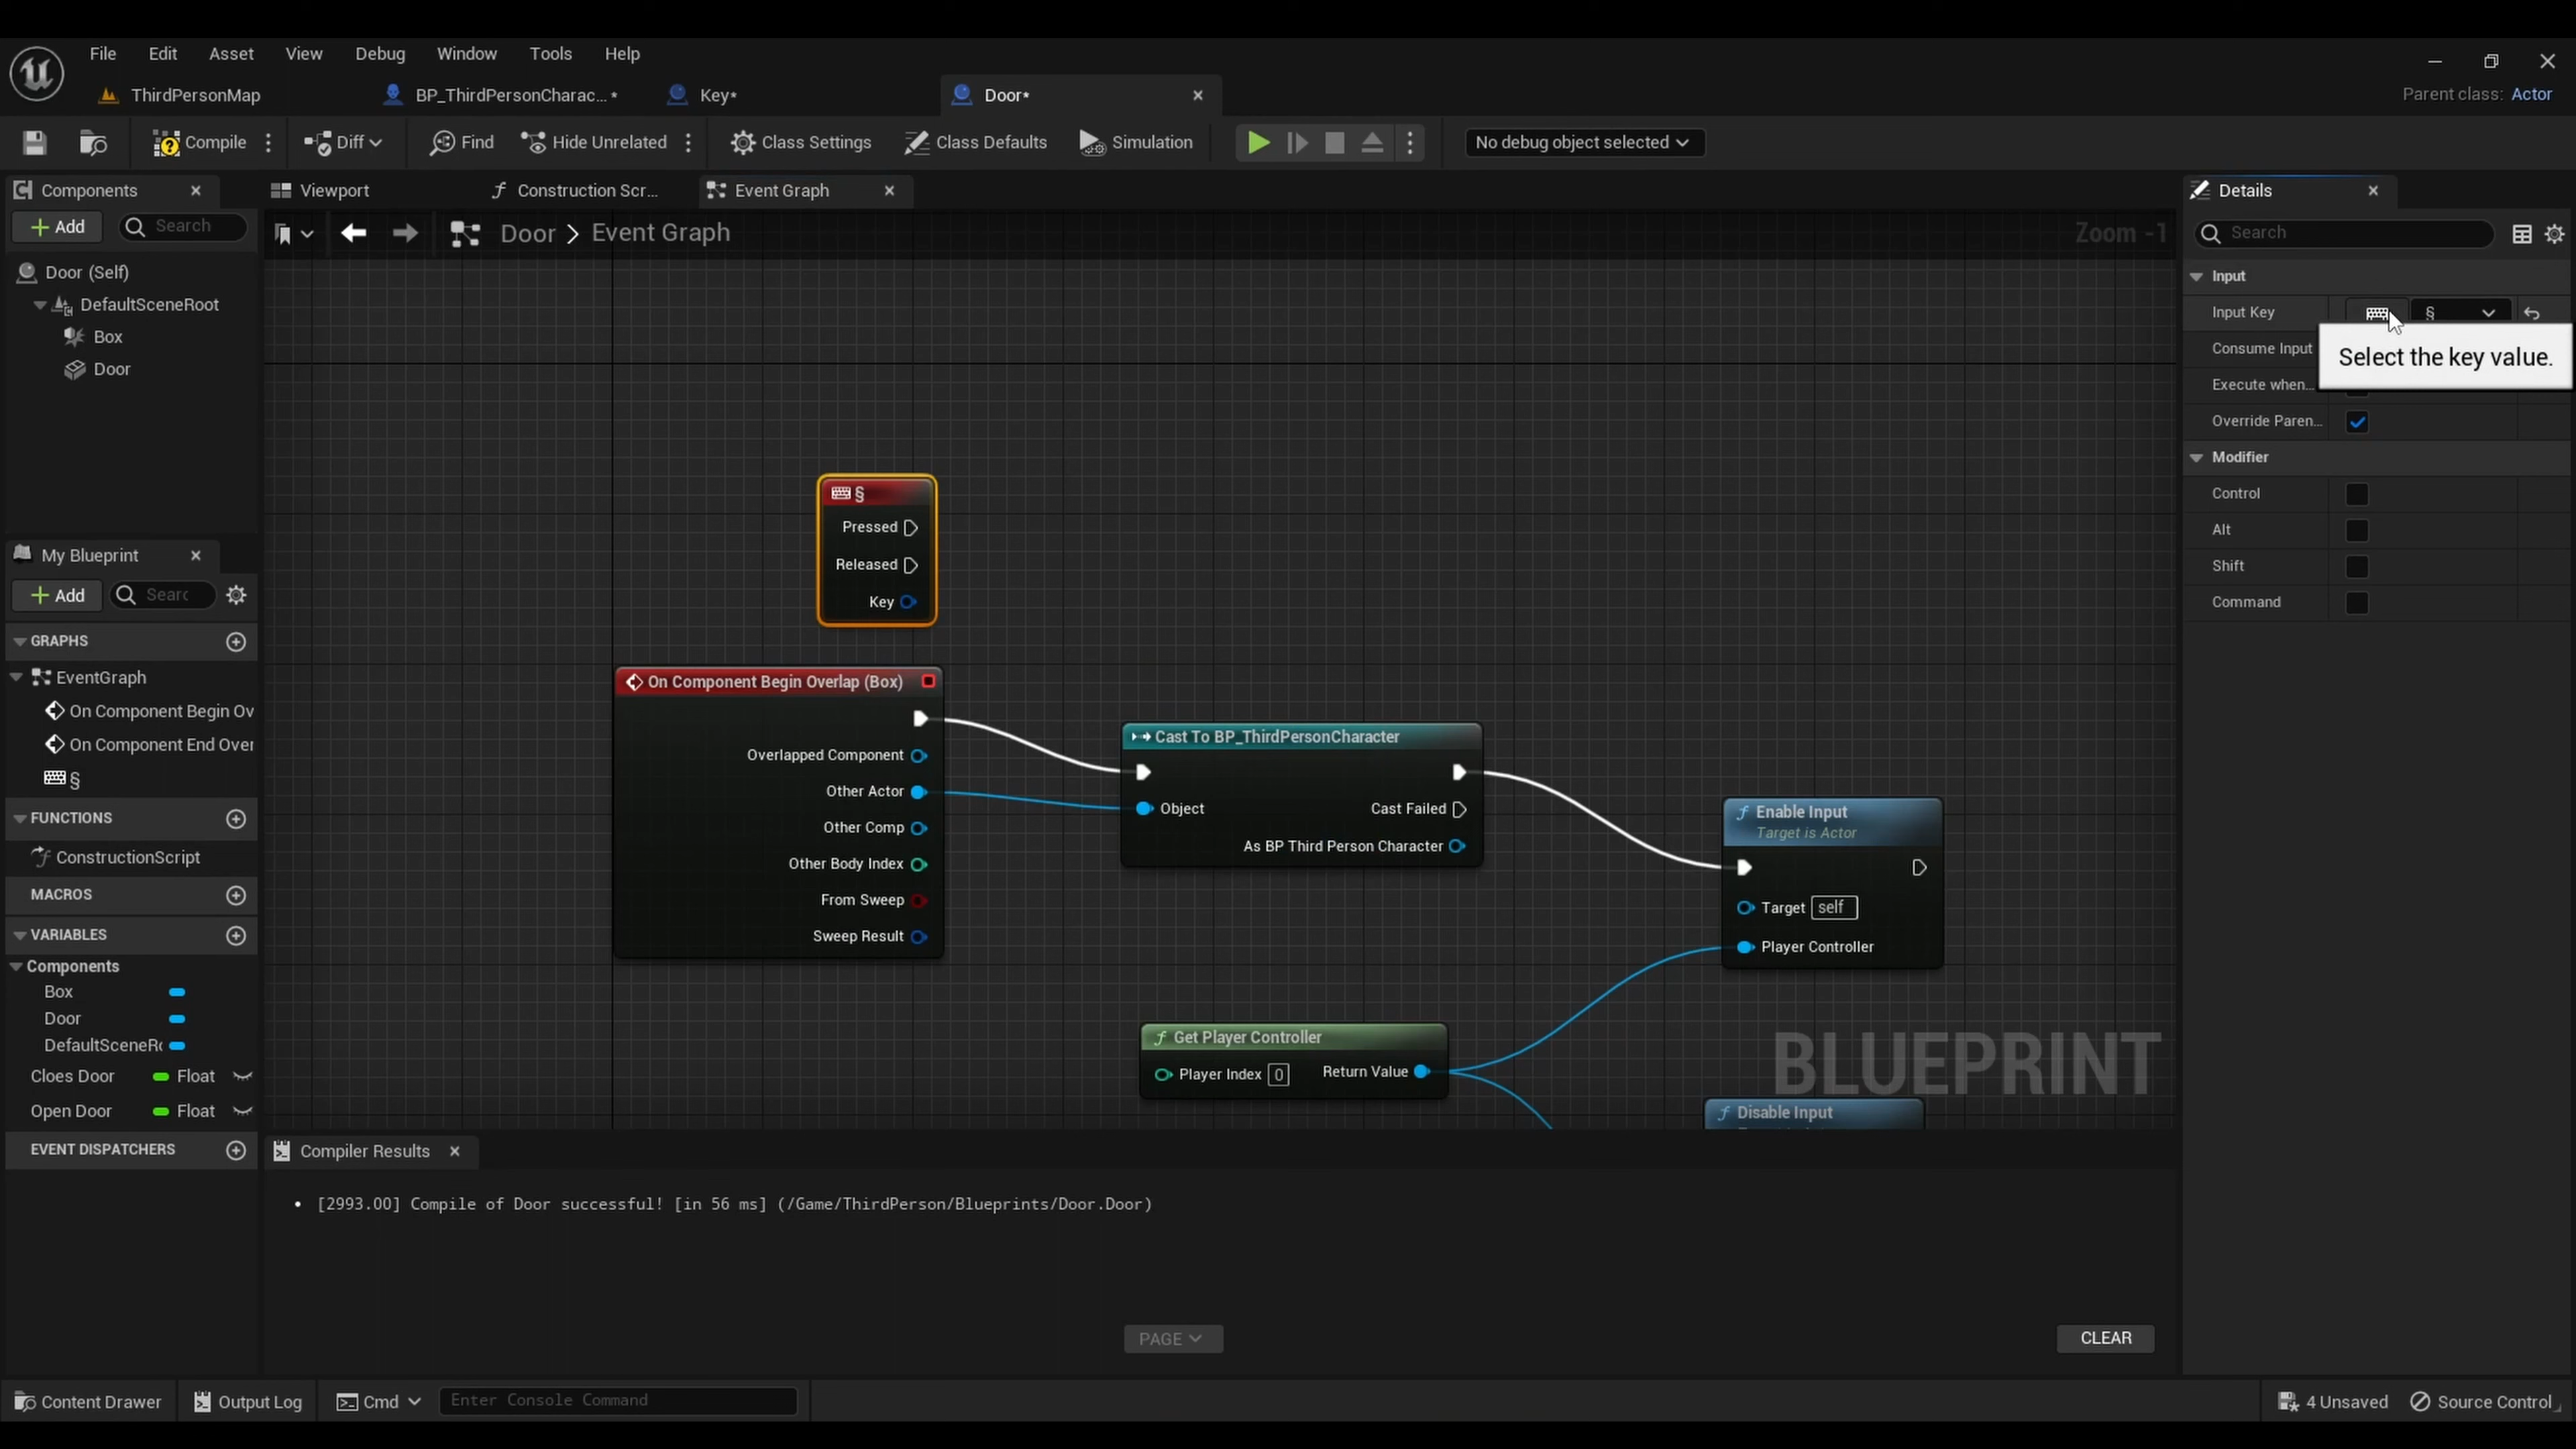 File Edit Asset View Debug Window Tools Help
ThirdPersonMap BP_ThirdPersonCharac...* Key* Door*
Parent class: Actor
Compile Diff Find Hide Unrelated Class Settings Class Defaults Simulation No debug object selected
Components Viewport Construction Scr... Event Graph Details
Add Search Door > Event Graph Zoom -1 Search
Door (Self)
DefaultSceneRoot
Box
Door
Input
Input Key §
Select the key value.
Consume Input
Execute when...
Override Paren...
Modifier
Control
Alt
Shift
Command
My Blueprint
Add Searc
GRAPHS
EventGraph
On Component Begin Ov
On Component End Over
§
FUNCTIONS
ConstructionScript
MACROS
VARIABLES
Components
Box
Door
DefaultSceneRo
Cloes Door Float
Open Door Float
EVENT DISPATCHERS
§
Pressed
Released
Key
On Component Begin Overlap (Box)
Overlapped Component
Other Actor
Other Comp
Other Body Index
From Sweep
Sweep Result
Cast To BP_ThirdPersonCharacter
Object Cast Failed
As BP Third Person Character
Enable Input
Target is Actor
Target self
Player Controller
Get Player Controller
Player Index 0 Return Value
Disable Input
BLUEPRINT
Compiler Results
• [2993.00] Compile of Door successful! [in 56 ms] (/Game/ThirdPerson/Blueprints/Door.Door)
PAGE CLEAR
Content Drawer Output Log Cmd Enter Console Command 4 Unsaved Source Control